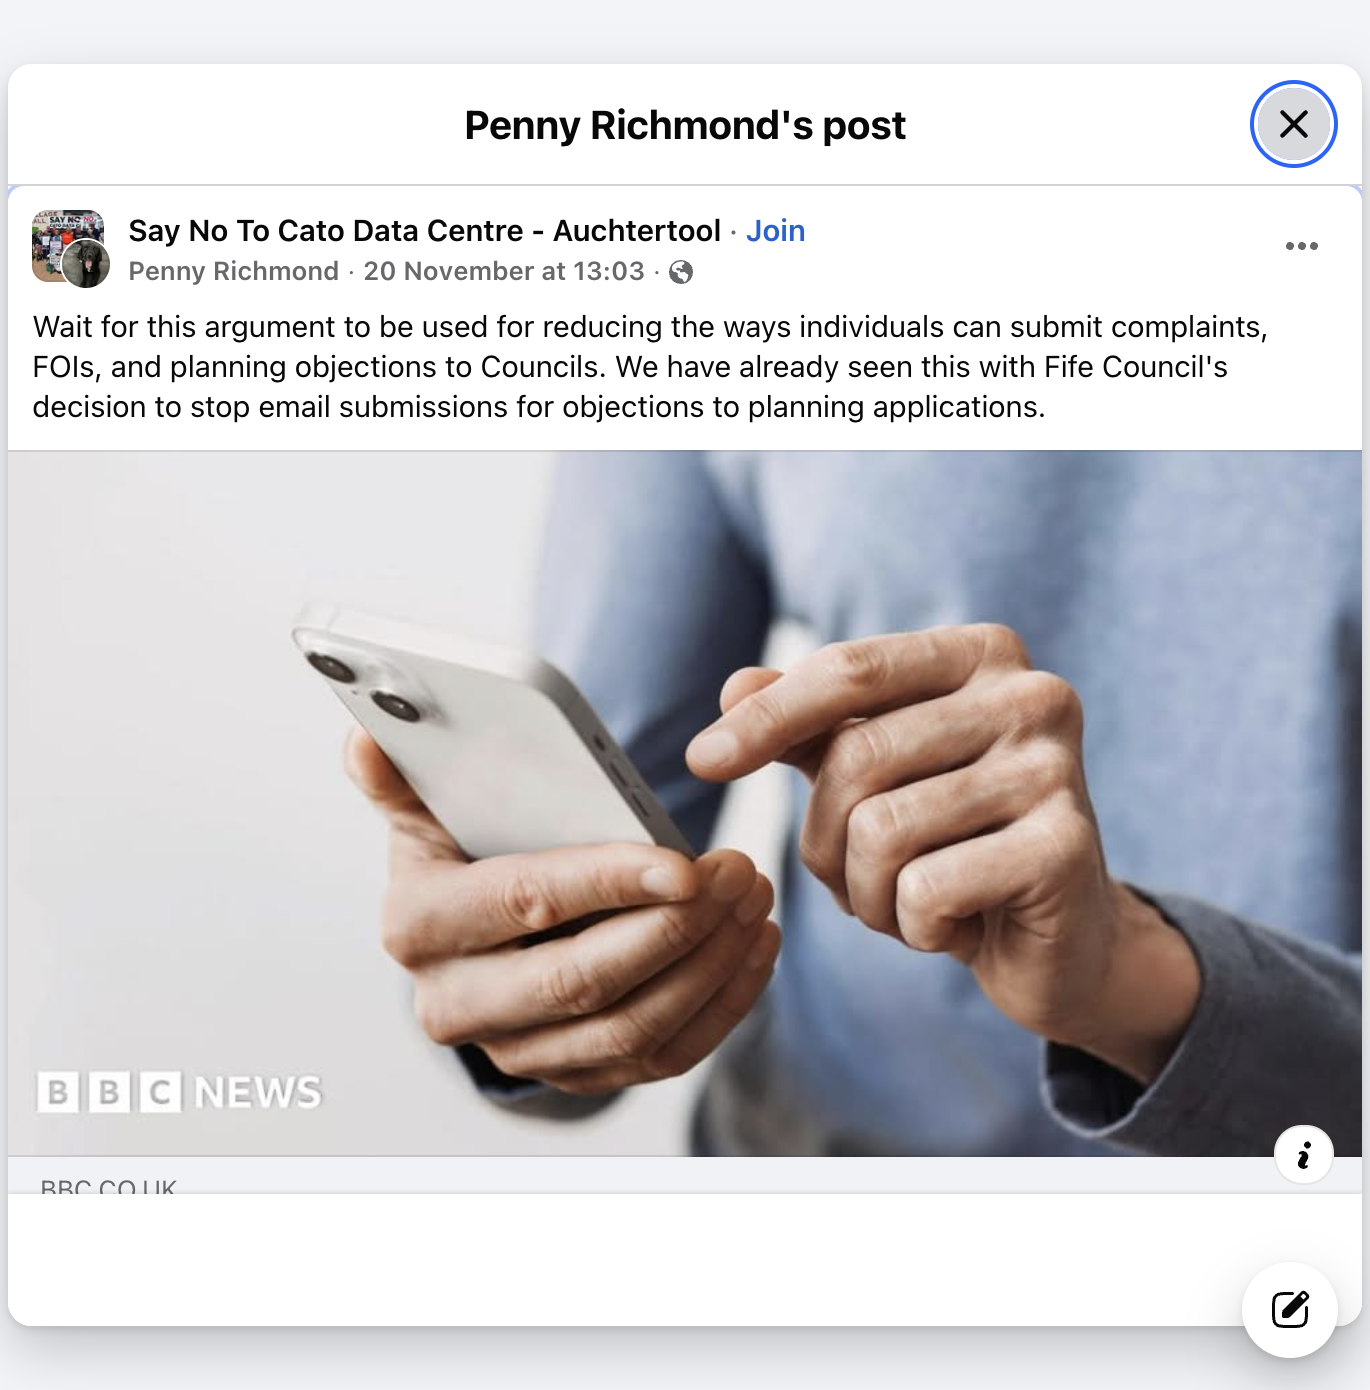 Penny Richmond's post
Say No To Cato Data Centre - Auchtertool · Join
Penny Richmond · 20 November at 13:03 ·
Wait for this argument to be used for reducing the ways individuals can submit complaints,
FOIs, and planning objections to Councils. We have already seen this with Fife Council's
decision to stop email submissions for objections to planning applications.
BBC NEWS
BBC.CO.UK